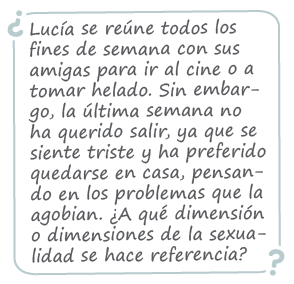 ¿
Lucía se reúne todos los
fines de semana con sus
amigas para ir al cine o a
tomar helado. Sin embar-
go, la última semana no
ha querido salir, ya que se
siente triste y ha preferido
quedarse en casa, pensan-
do en los problemas que la
agobian. ¿A qué dimensión
o dimensiones de la sexua-
lidad se hace referencia?
?